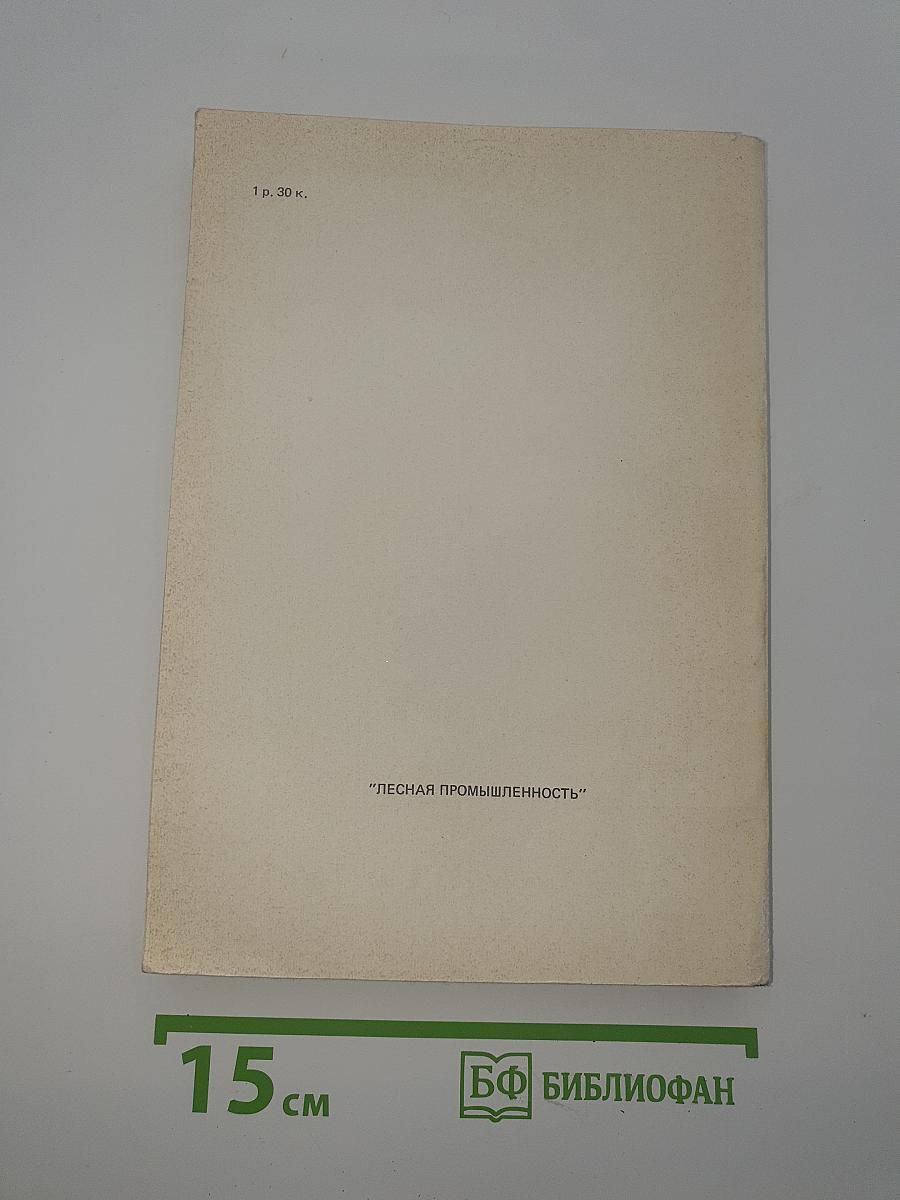 1 р. 30 к.
"ЛЕСНАЯ ПРОМЫШЛЕННОСТЬ"
15 см
БФ БИБЛИОФАН